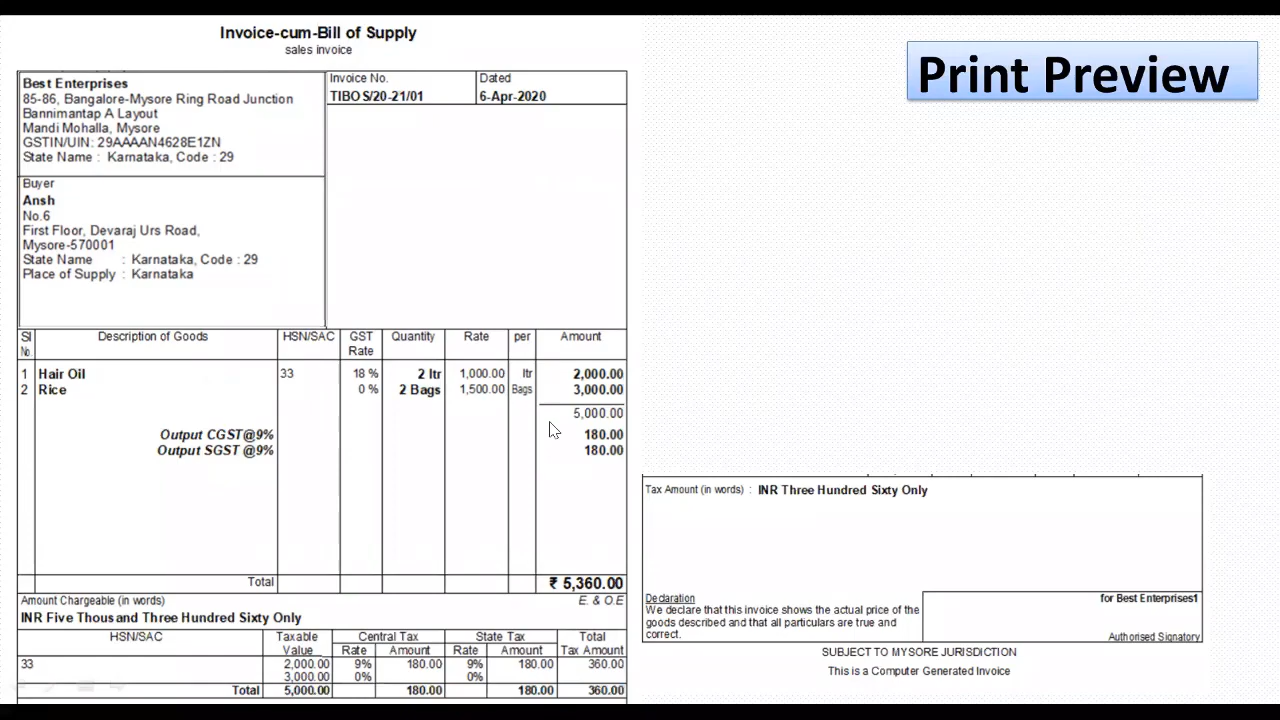 Invoice-cum-Bill of Supply
sales invoice
Print Preview
Best Enterprises
85-86, Bangalore-Mysore Ring Road Junction
Bannimantap A Layout
Mandi Mohalla, Mysore
GSTIN/UIN: 29AAAAN4628E1ZN
State Name : Karnataka, Code : 29
Invoice No. Dated
TIBO S/20-21/01 6-Apr-2020
Buyer
Ansh
No.6
First Floor, Devaraj Urs Road,
Mysore-570001
State Name : Karnataka, Code : 29
Place of Supply : Karnataka
Sl No. Description of Goods HSN/SAC GST Rate Quantity Rate per Amount
1 Hair Oil 33 18 % 2 ltr 1,000.00 ltr 2,000.00
2 Rice 0 % 2 Bags 1,500.00 Bags 3,000.00
5,000.00
Output CGST@9% 180.00
Output SGST @9% 180.00
Total ₹ 5,360.00
Amount Chargeable (in words) E. & O.E
INR Five Thousand Three Hundred Sixty Only
HSN/SAC Taxable Central Tax State Tax Total
Value Rate Amount Rate Amount Tax Amount
33 2,000.00 9% 180.00 9% 180.00 360.00
3,000.00 0% 0%
Total 5,000.00 180.00 180.00 360.00
Tax Amount (in words) : INR Three Hundred Sixty Only
Declaration
We declare that this invoice shows the actual price of the
goods described and that all particulars are true and
correct.
for Best Enterprises1
Authorised Signatory
SUBJECT TO MYSORE JURISDICTION
This is a Computer Generated Invoice